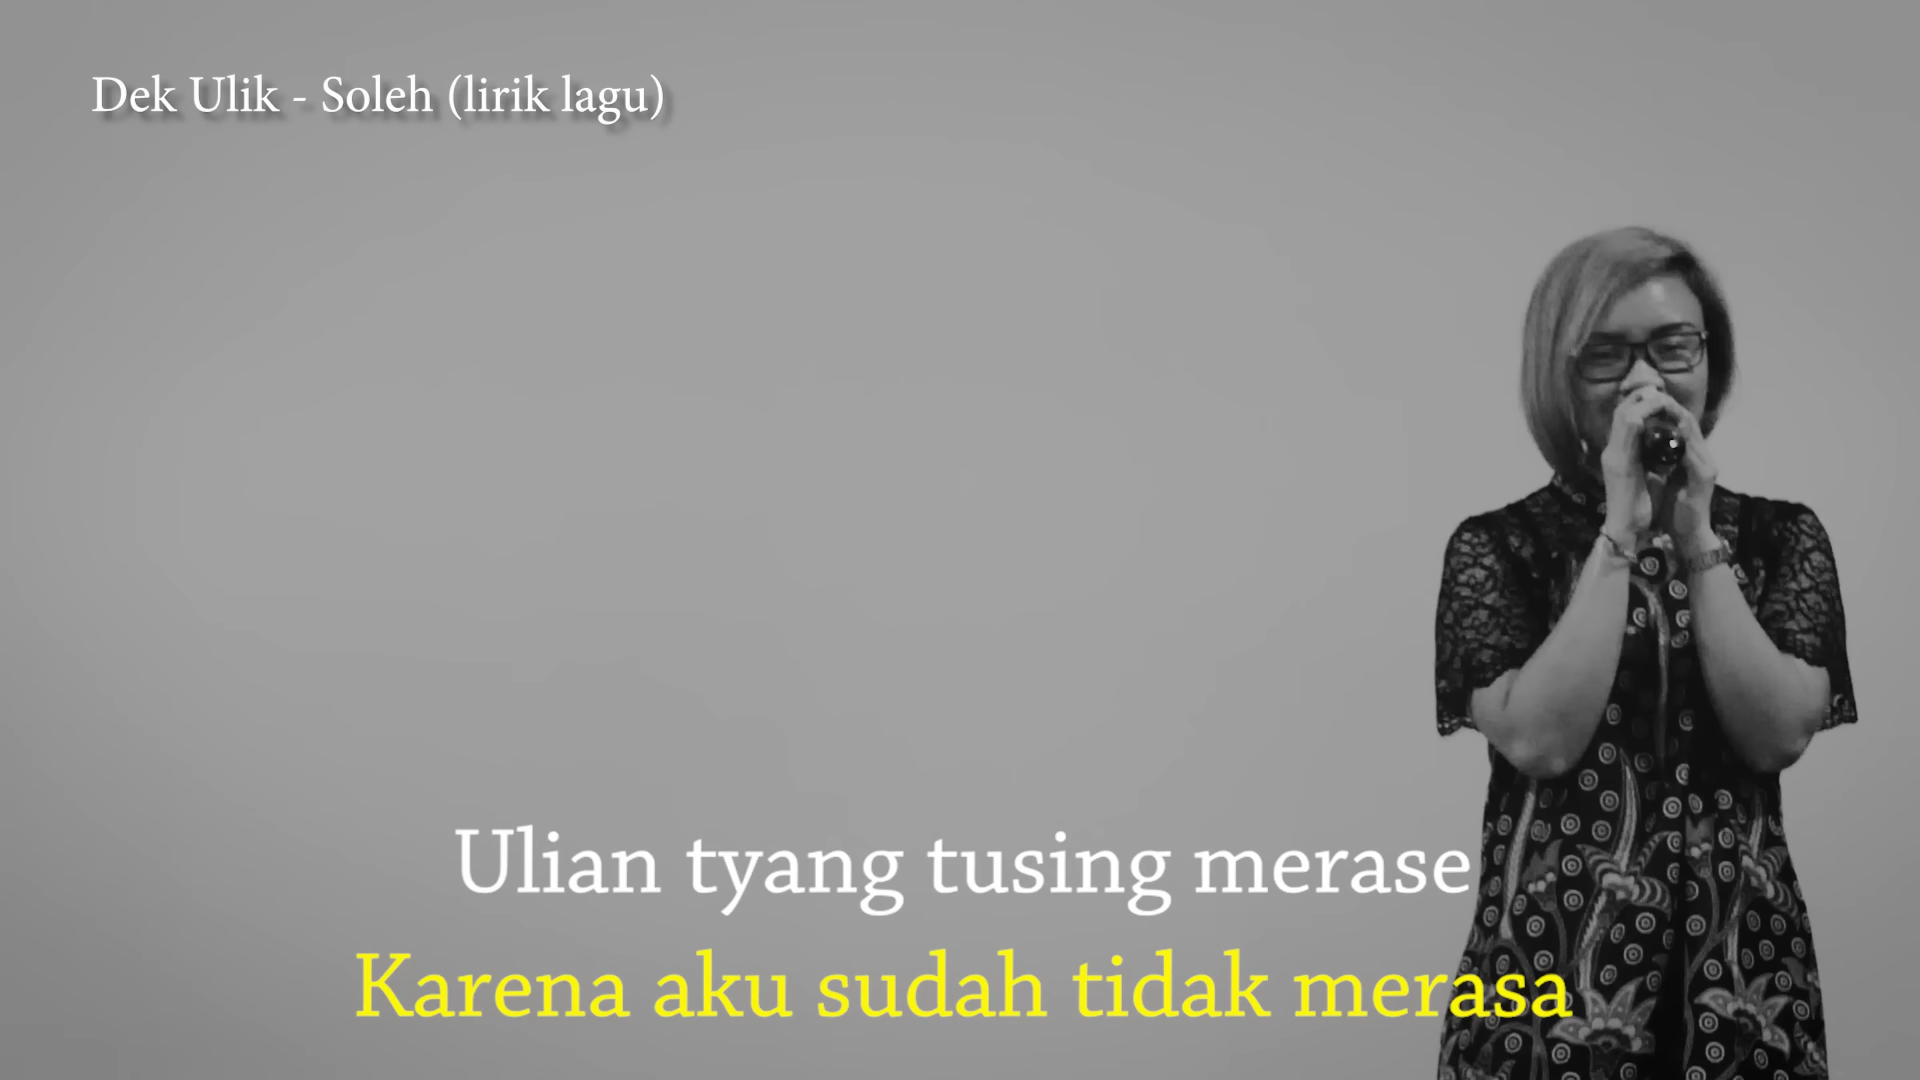 Dek Ulik - Soleh (lirik lagu)
Ulian tyang tusing merase
Karena aku sudah tidak merasa